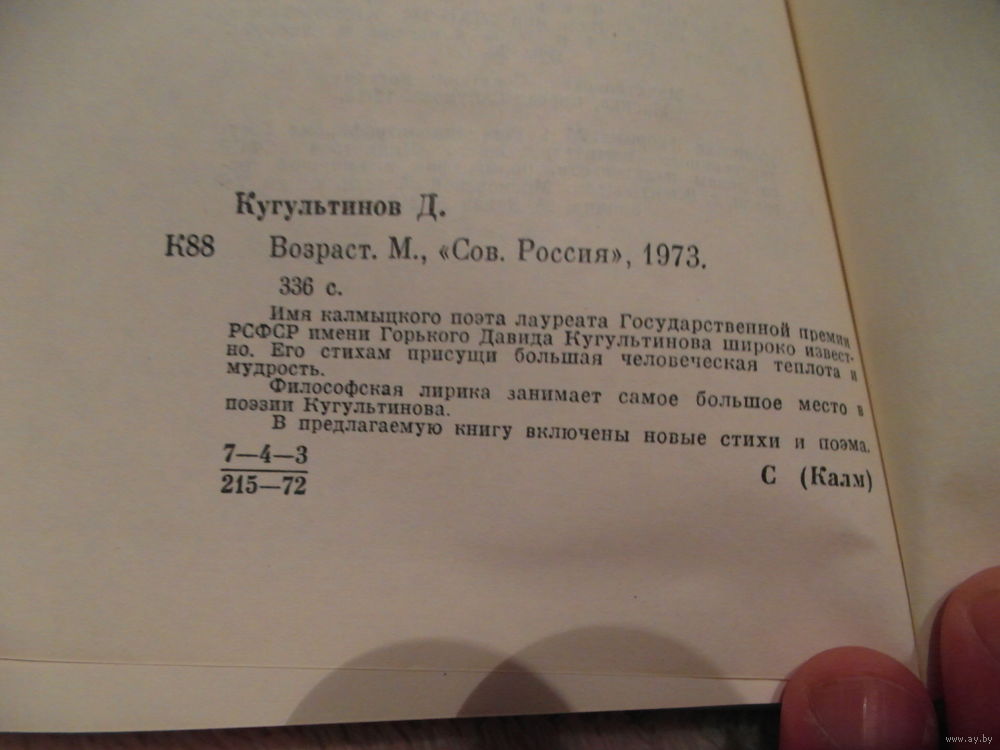 Кугультинов Д.
К88 Возраст. М., «Сов. Россия», 1973.
336 с.
Имя калмыцкого поэта лауреата Государственной премии
РСФСР имени Горького Давида Кугультинова широко извест-
но. Его стихам присущи большая человеческая теплота и
мудрость.
Философская лирика занимает самое большое место в
поэзии Кугультинова.
В предлагаемую книгу включены новые стихи и поэма.
7—4—3
215—72
С (Калм)
www.ay.by